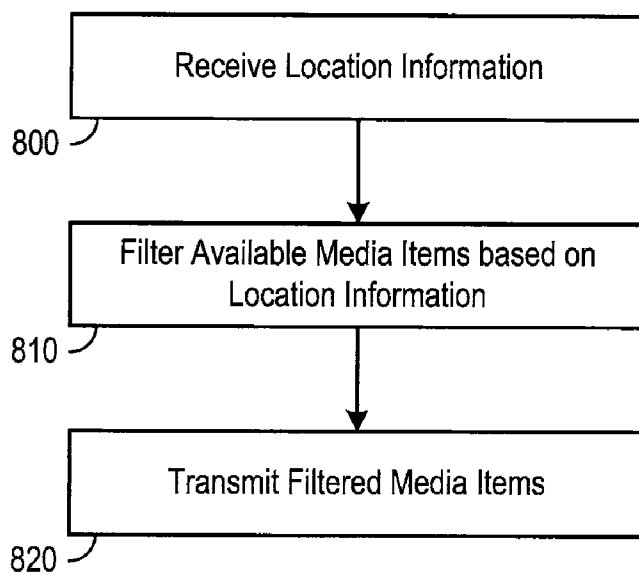 Receive Location Information
800
Filter Available Media Items based on
Location Information
810
Transmit Filtered Media Items
820